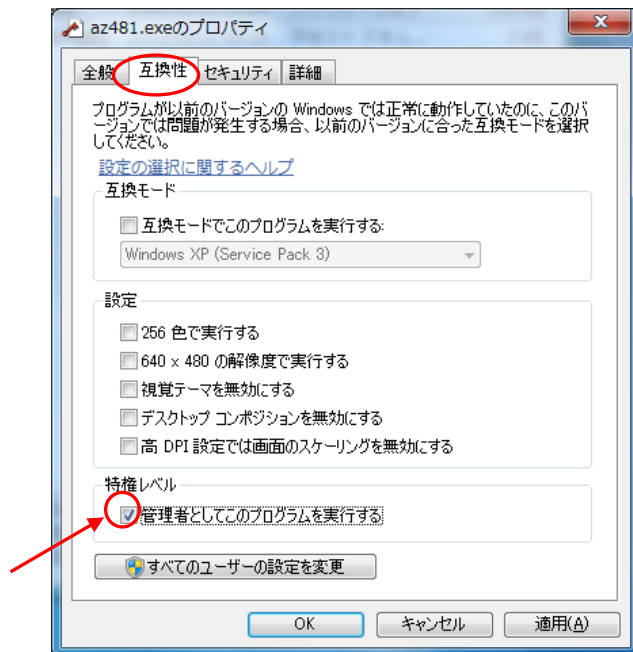 az481.exeのプロパティ
全般 互換性 セキュリティ 詳細
プログラムが以前のバージョンの Windows では正常に動作していたのに、このバ
ージョンでは問題が発生する場合、以前のバージョンに合った互換モードを選択
してください。
設定の選択に関するヘルプ
互換モード
互換モードでこのプログラムを実行する:
Windows XP (Service Pack 3)
設定
256 色で実行する
640 x 480 の解像度で実行する
視覚テーマを無効にする
デスクトップ コンポジションを無効にする
高 DPI 設定では画面のスケーリングを無効にする
特権レベル
管理者としてこのプログラムを実行する
すべてのユーザーの設定を変更
OK キャンセル 適用(A)